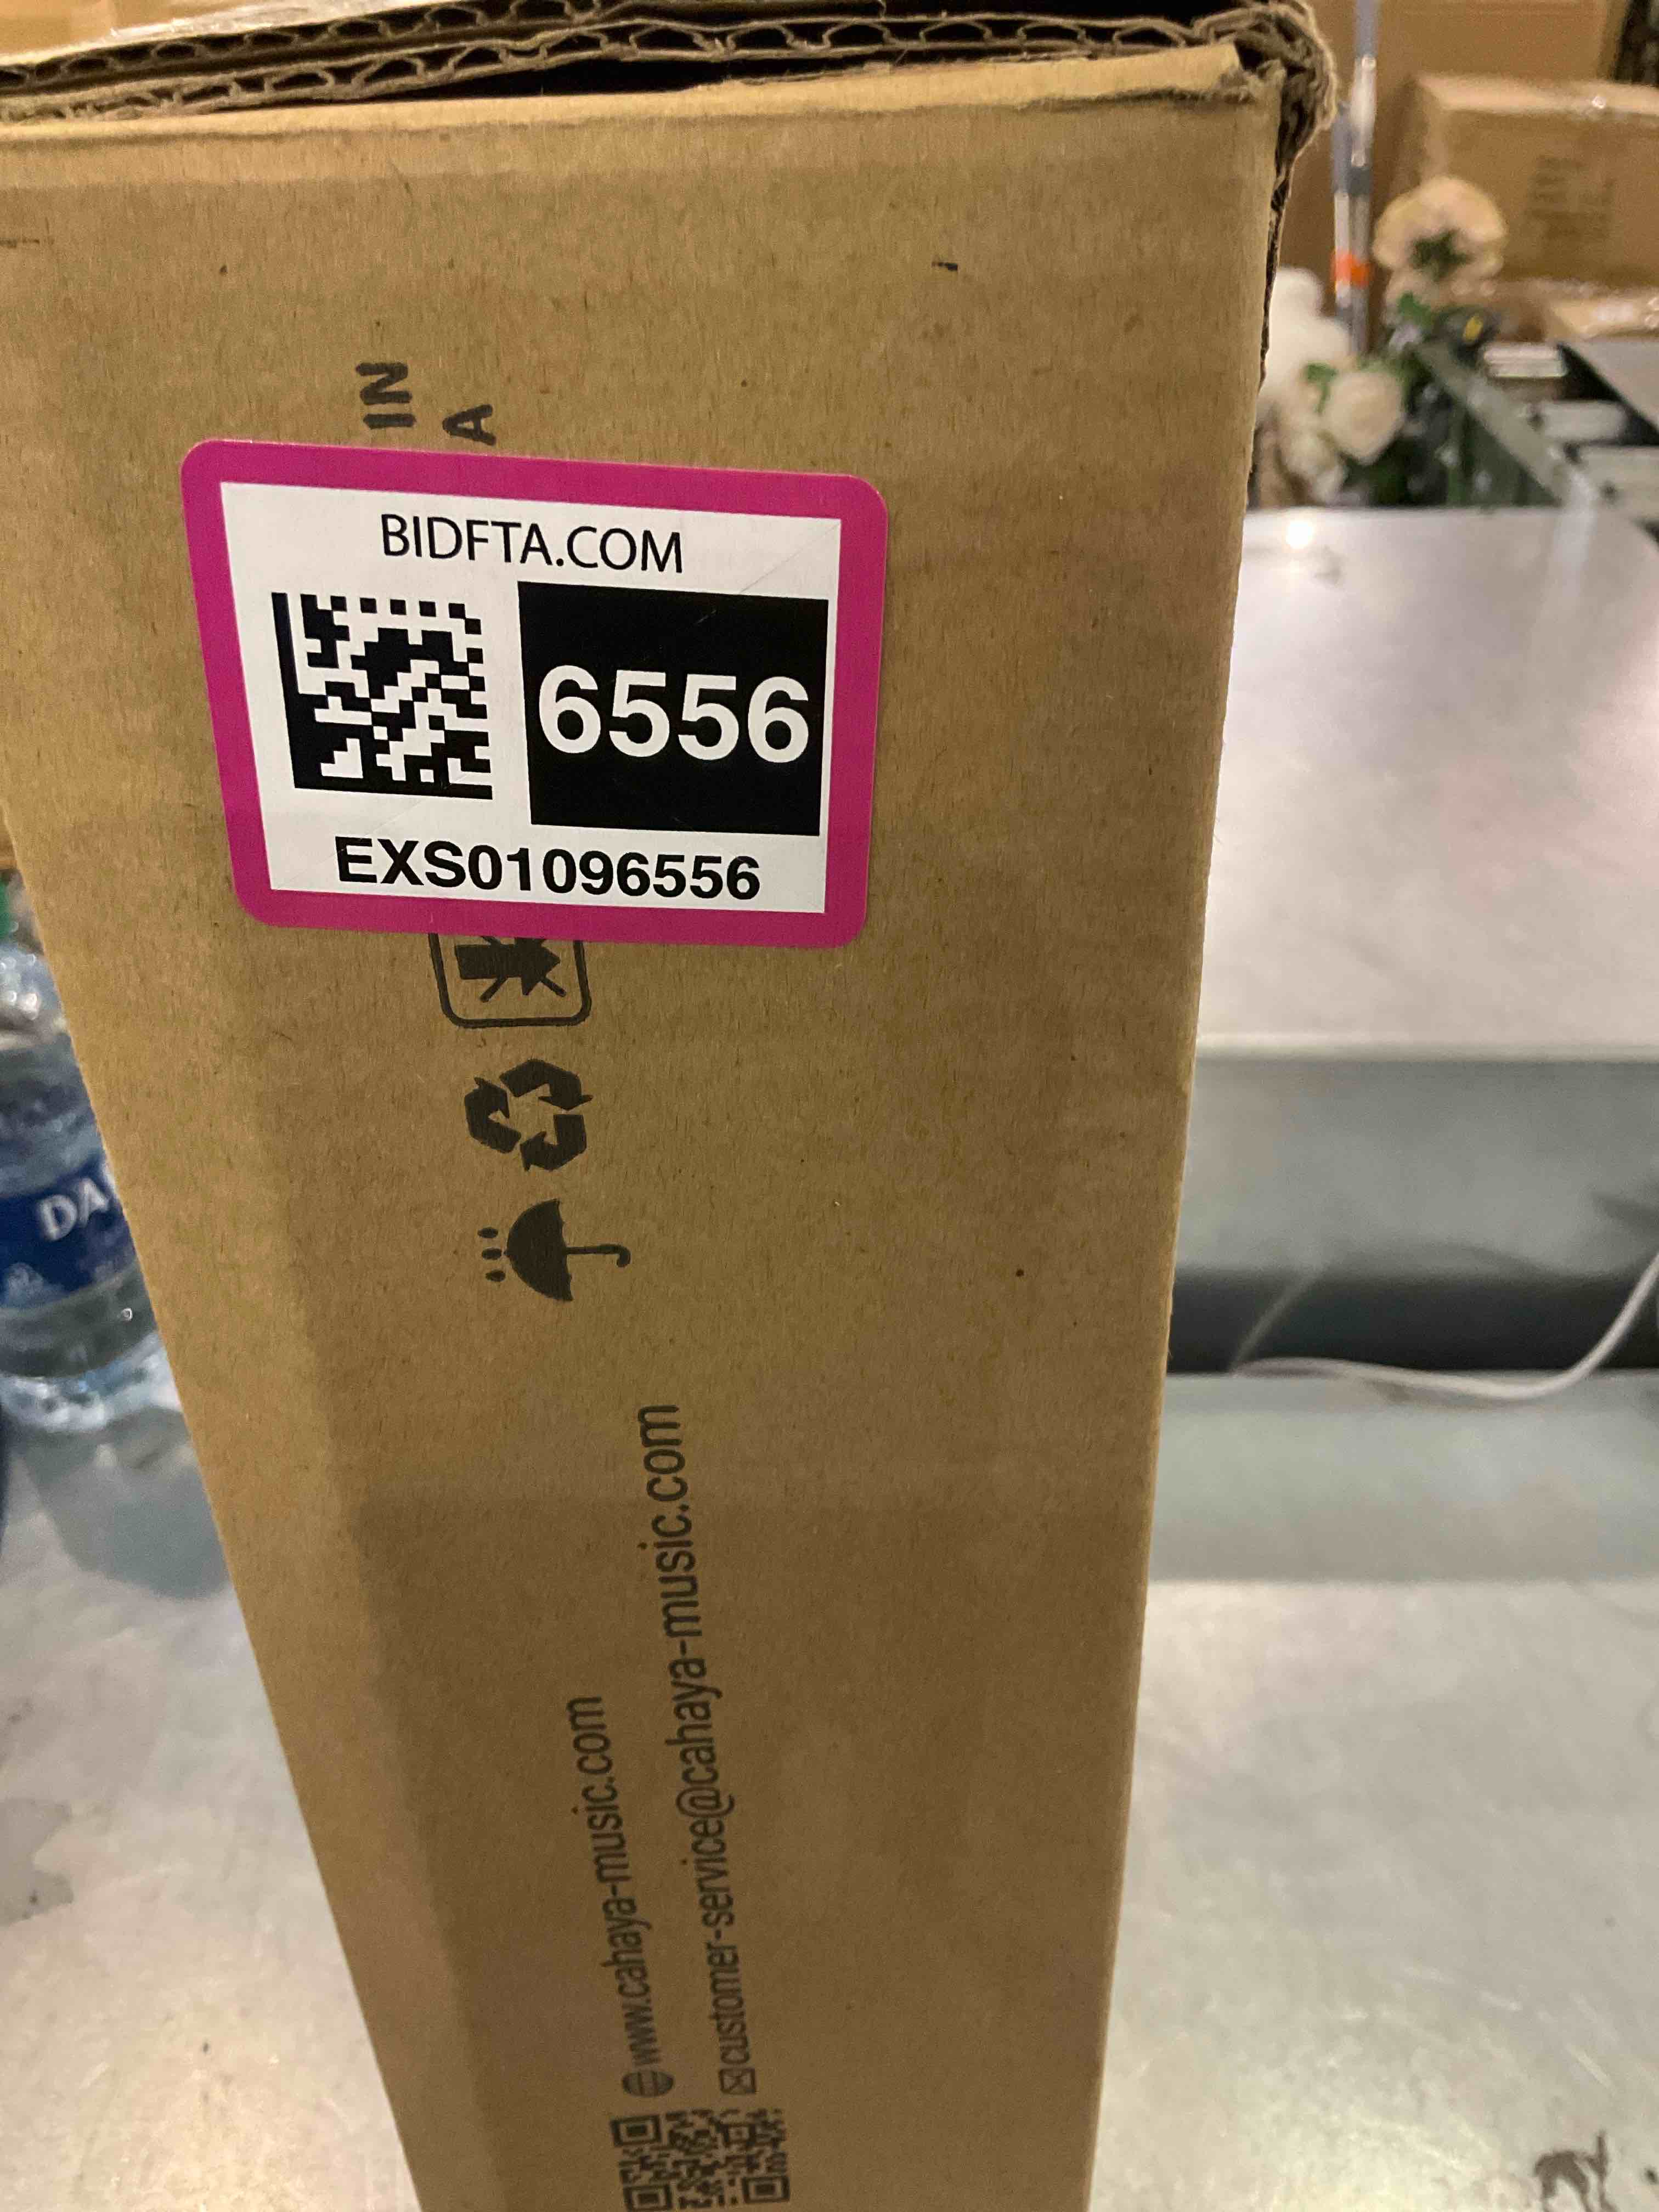 IN
A
BIDFTA.COM
6556
EXS01096556
www.cahaya-music.com
customer-service@cahaya-music.com
DA